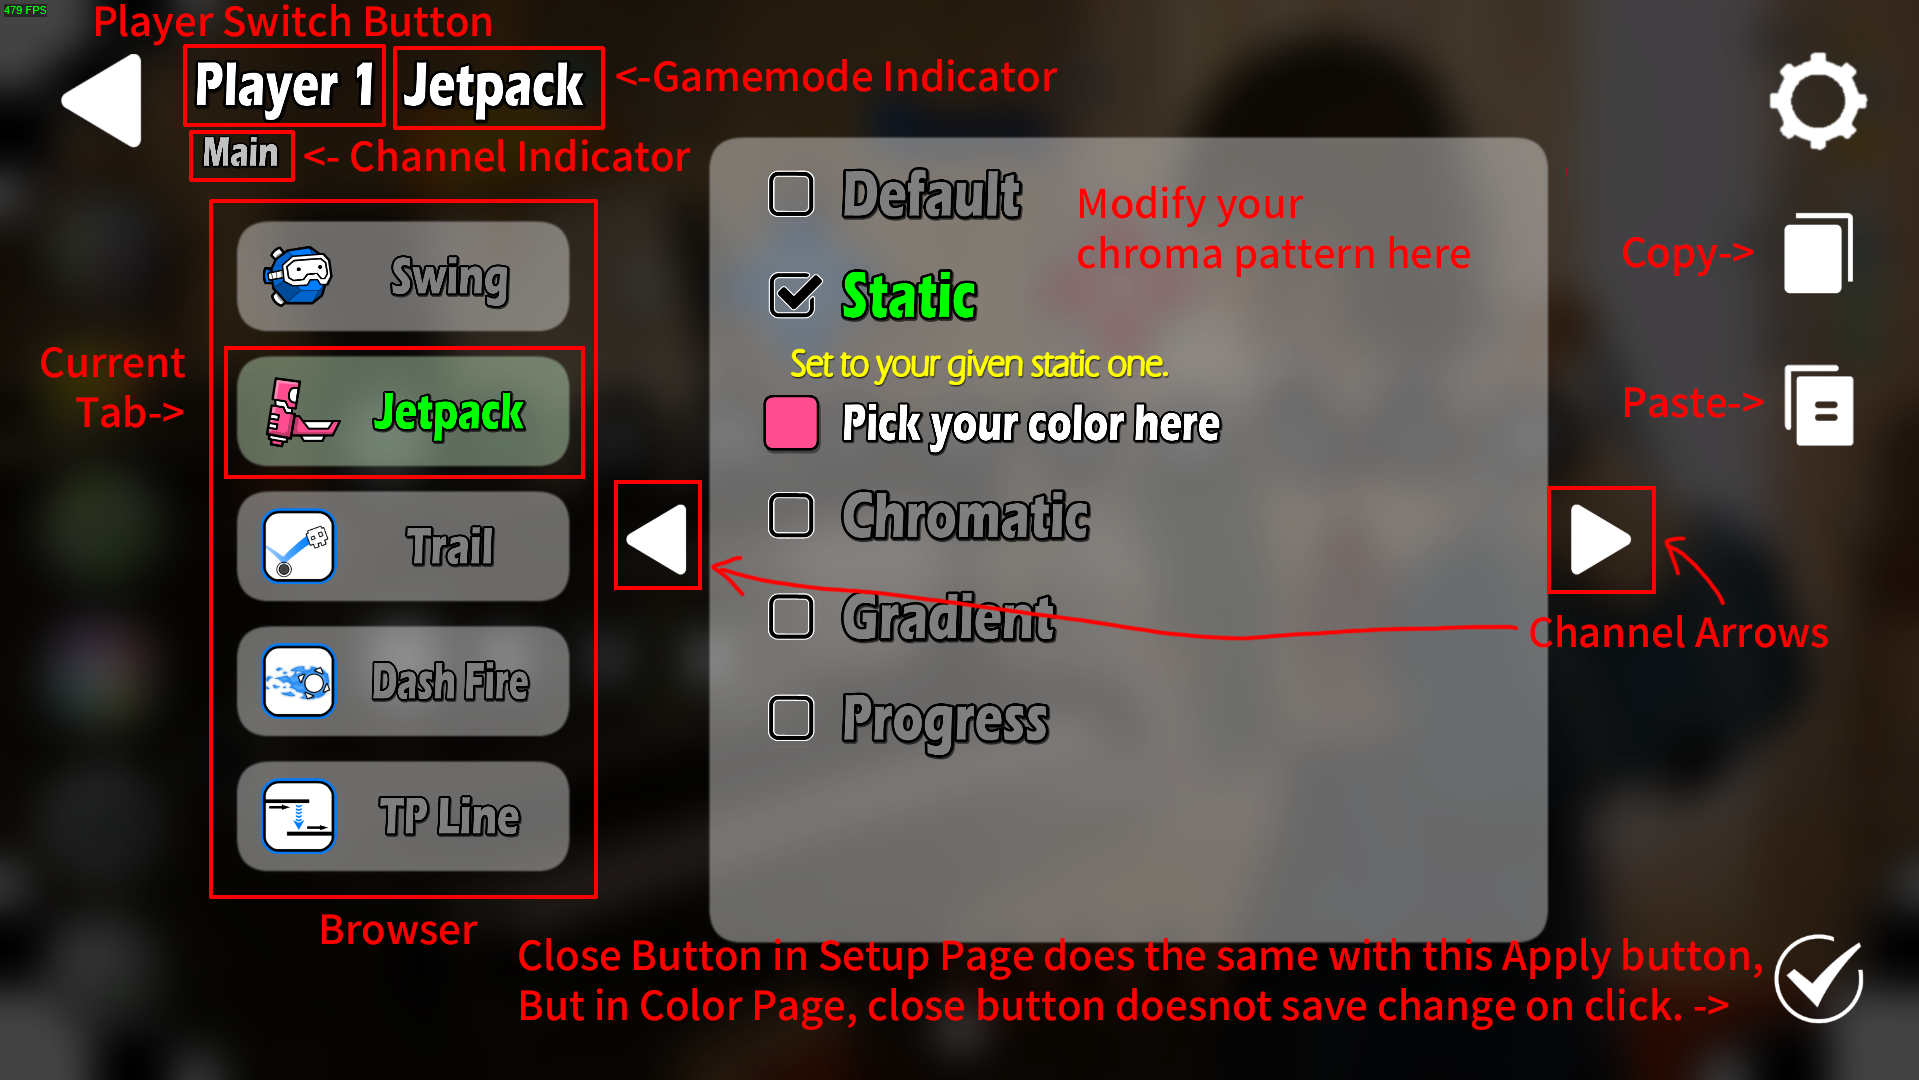 479 FPS
Player Switch Button
Player 1
Jetpack
<-Gamemode Indicator
Main
<- Channel Indicator
Swing
Current
Tab->
Jetpack
Trail
Dash Fire
TP Line
Browser
Default
Modify your
chroma pattern here
Static
Set to your given static one.
Pick your color here
Chromatic
Gradient
Progress
Copy->
Paste->
Channel Arrows
Close Button in Setup Page does the same with this Apply button,
But in Color Page, close button doesnot save change on click. ->